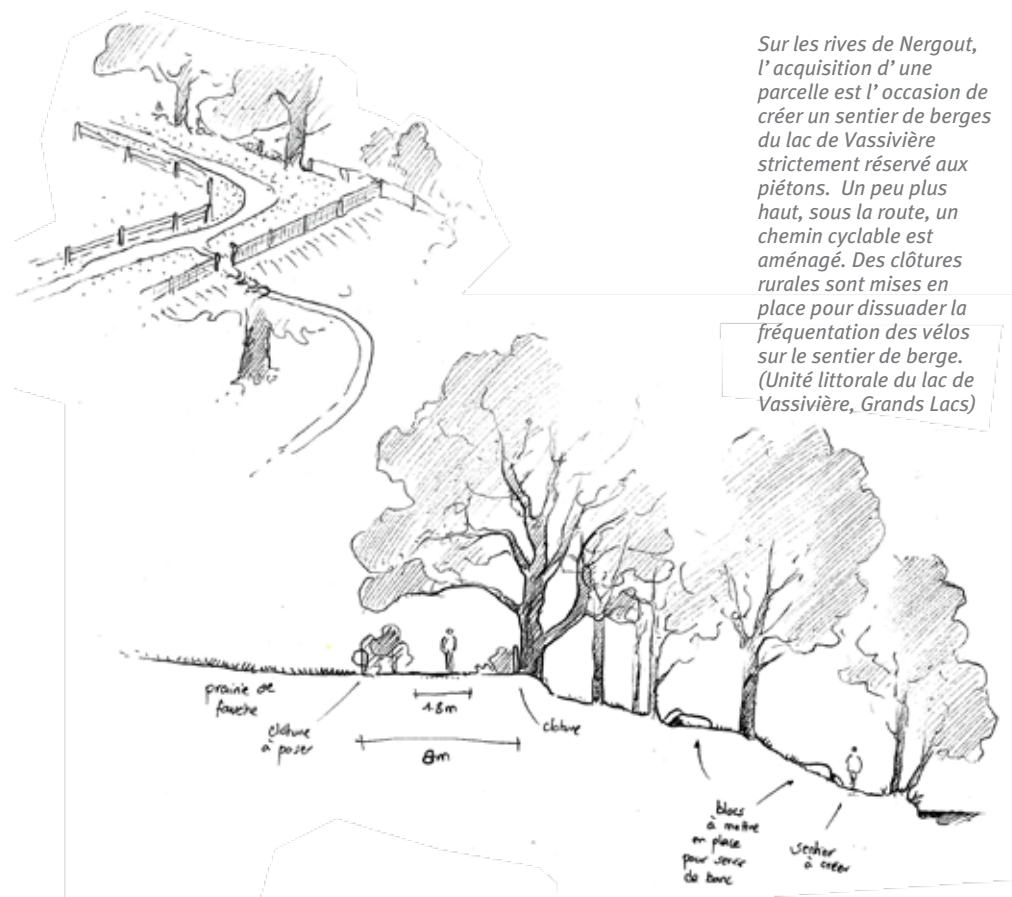 Sur les rives de Nergout,
l’ acquisition d’ une
parcelle est l’ occasion de
créer un sentier de berges
du lac de Vassivière
strictement réservé aux
piétons. Un peu plus
haut, sous la route, un
chemin cyclable est
aménagé. Des clôtures
rurales sont mises en
place pour dissuader la
fréquentation des vélos
sur le sentier de berge.
(Unité littorale du lac de
Vassivière, Grands Lacs)
prairie de
fauche
clôture
à poser
1.8m
8m
clôture
blocs
à mettre
en place
pour servir
de banc
sentier
à créer